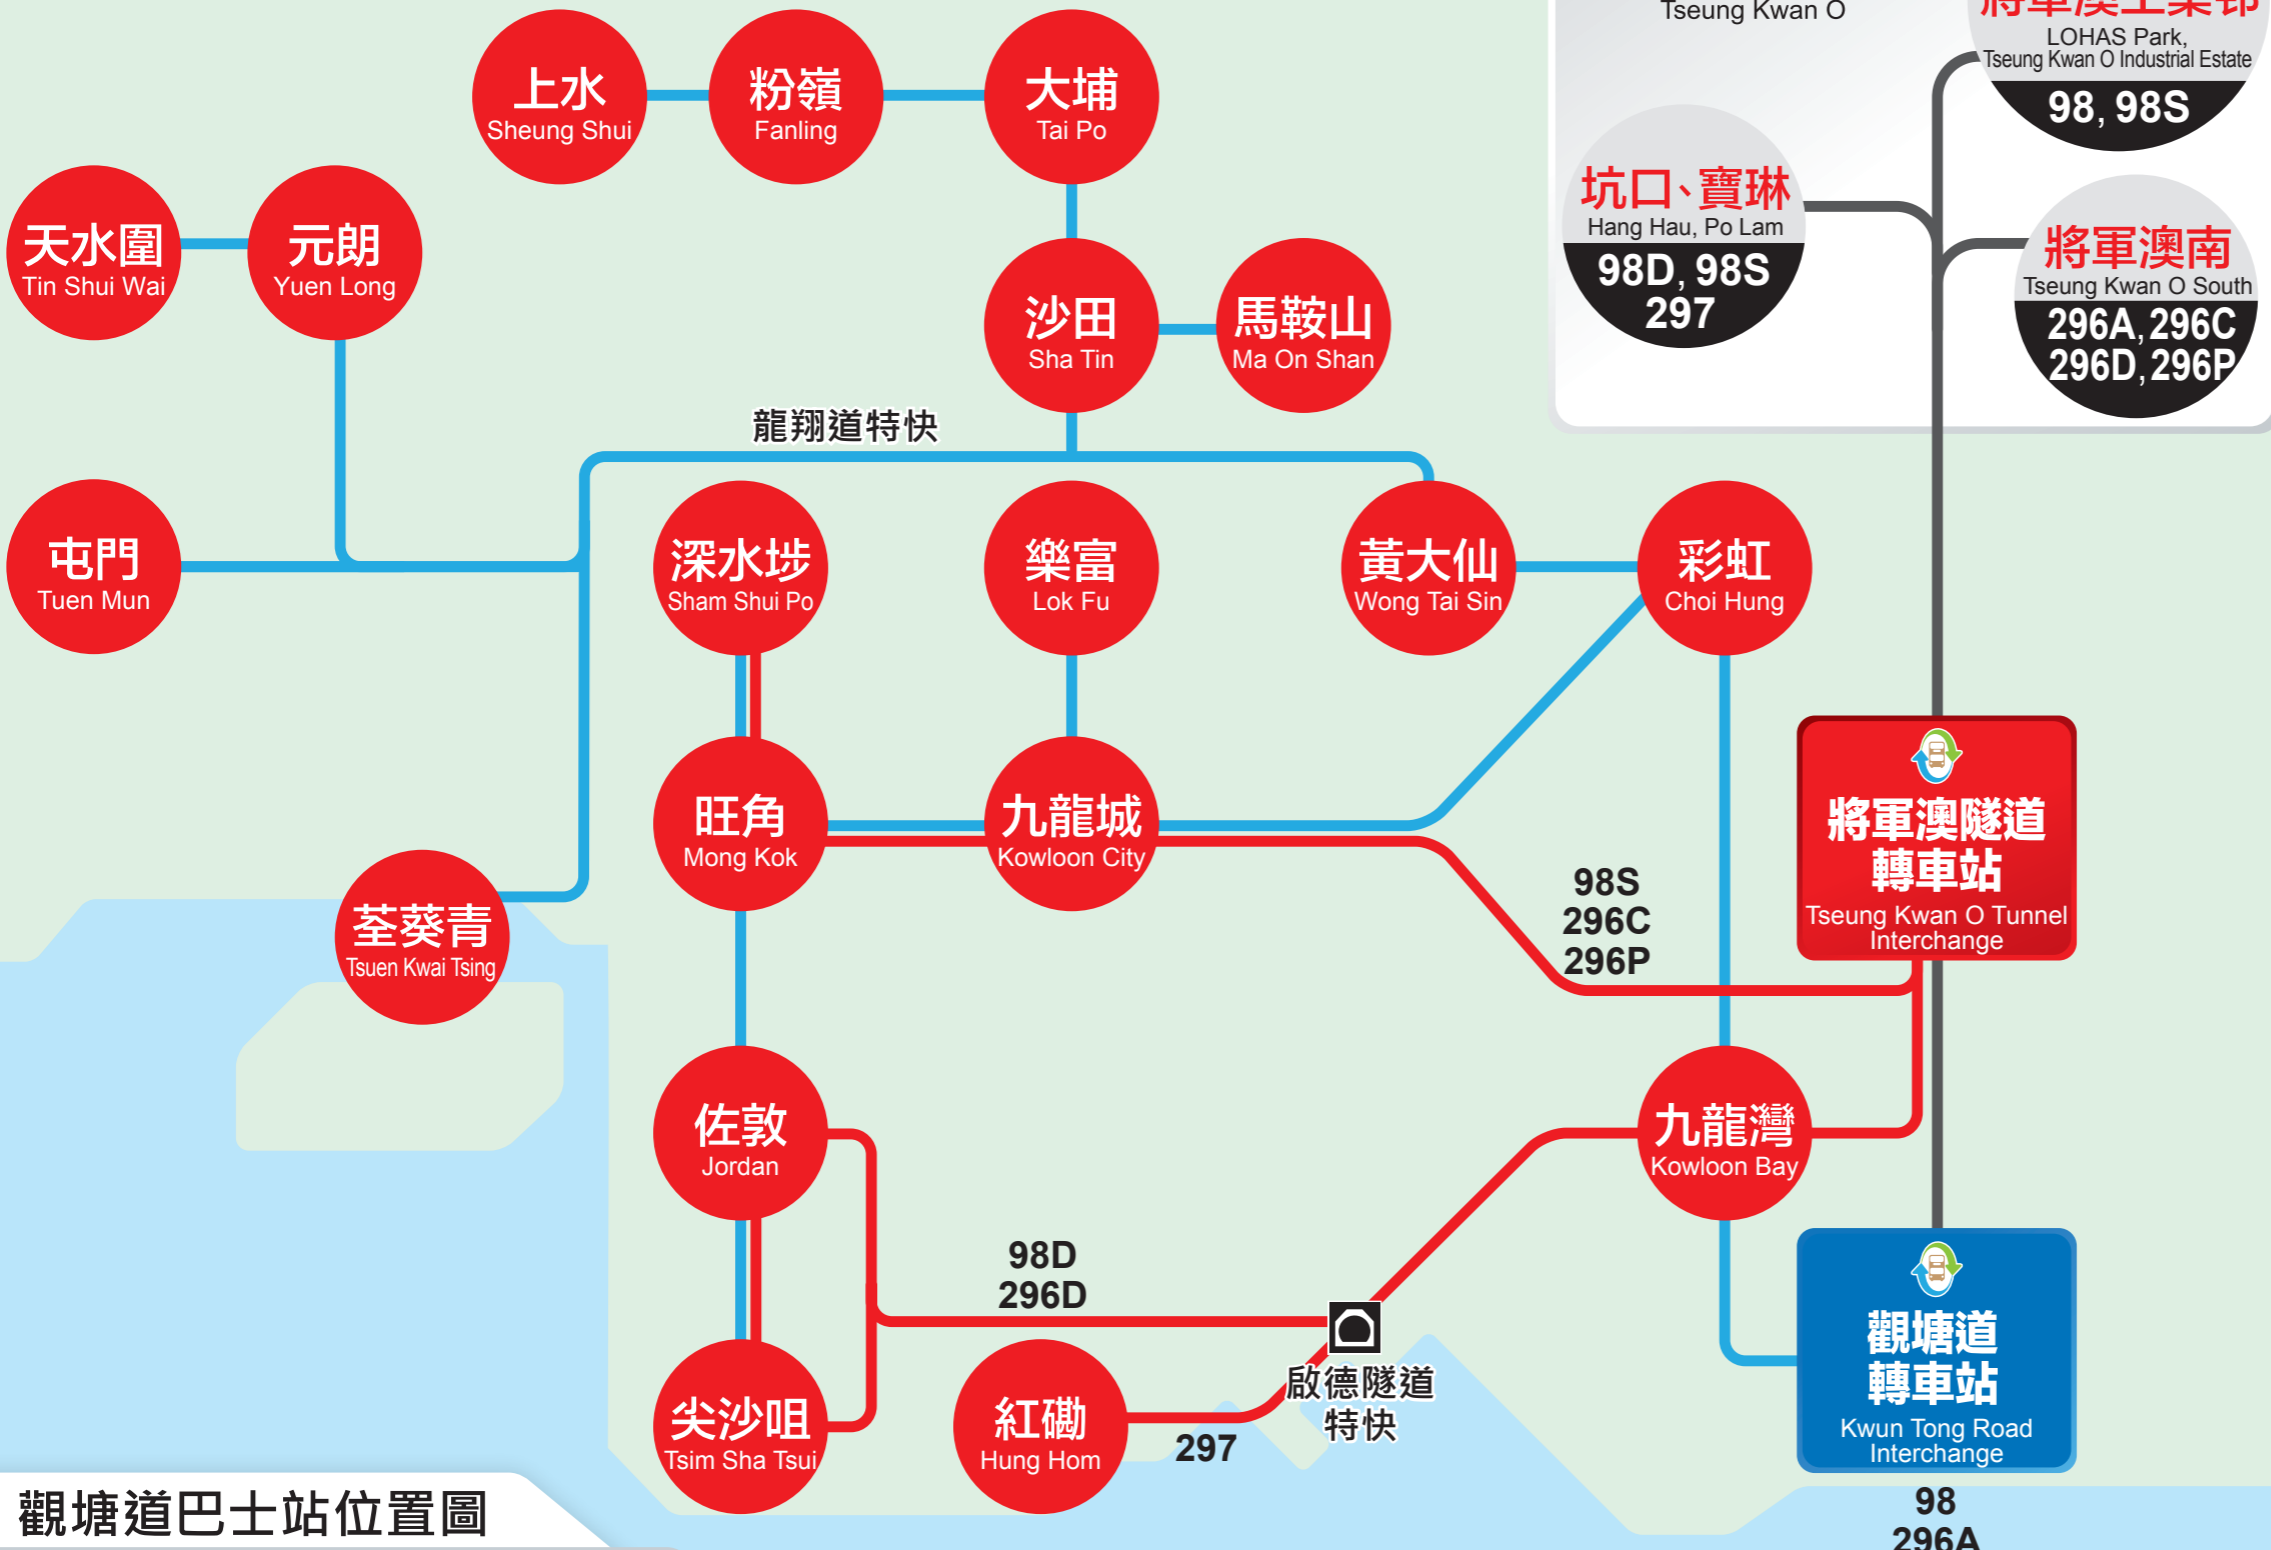 Tseung Kwan O
將軍澳工業邨
LOHAS Park,
Tseung Kwan O Industrial Estate
98, 98S
上水
Sheung Shui
粉嶺
Fanling
大埔
Tai Po
坑口、寶琳
Hang Hau, Po Lam
98D, 98S
297
將軍澳南
Tseung Kwan O South
296A, 296C
296D, 296P
天水圍
Tin Shui Wai
元朗
Yuen Long
沙田
Sha Tin
馬鞍山
Ma On Shan
龍翔道特快
屯門
Tuen Mun
深水埗
Sham Shui Po
樂富
Lok Fu
黃大仙
Wong Tai Sin
彩虹
Choi Hung
旺角
Mong Kok
九龍城
Kowloon City
將軍澳隧道
轉車站
Tseung Kwan O Tunnel
Interchange
98S
296C
296P
荃葵青
Tsuen Kwai Tsing
佐敦
Jordan
九龍灣
Kowloon Bay
98D
296D
啟德隧道
特快
尖沙咀
Tsim Sha Tsui
紅磡
Hung Hom
297
觀塘道
轉車站
Kwun Tong Road
Interchange
98
296A
觀塘道巴士站位置圖